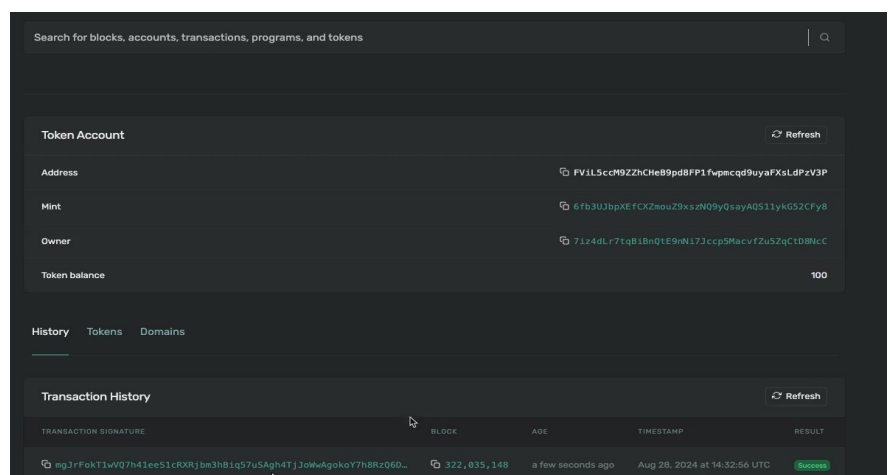 Search for blocks, accounts, transactions, programs, and tokens
Token Account
Refresh
Address
FViL5ccM9ZZhCHeB9pd8FP1fwpmcqd9uyaFXsLdPzV3P
Mint
6fb3UJbpXEfCXZmouZ9xszNQ9yQsayAQS11ykG52CFy8
Owner
7iz4dLr7tqBiBnQtE9nNi7Jccp5MacvfZu5ZqCtD8NcC
Token balance
100
History Tokens Domains
Transaction History
Refresh
TRANSACTION SIGNATURE BLOCK AGE TIMESTAMP RESULT
mgJrFokT1wVQ7h41eeS1cRXRjbm3hBiq57uSAgh4TjJoWwAgokoY7h8RzQ6D… 322,035,148 a few seconds ago Aug 28, 2024 at 14:32:56 UTC Success